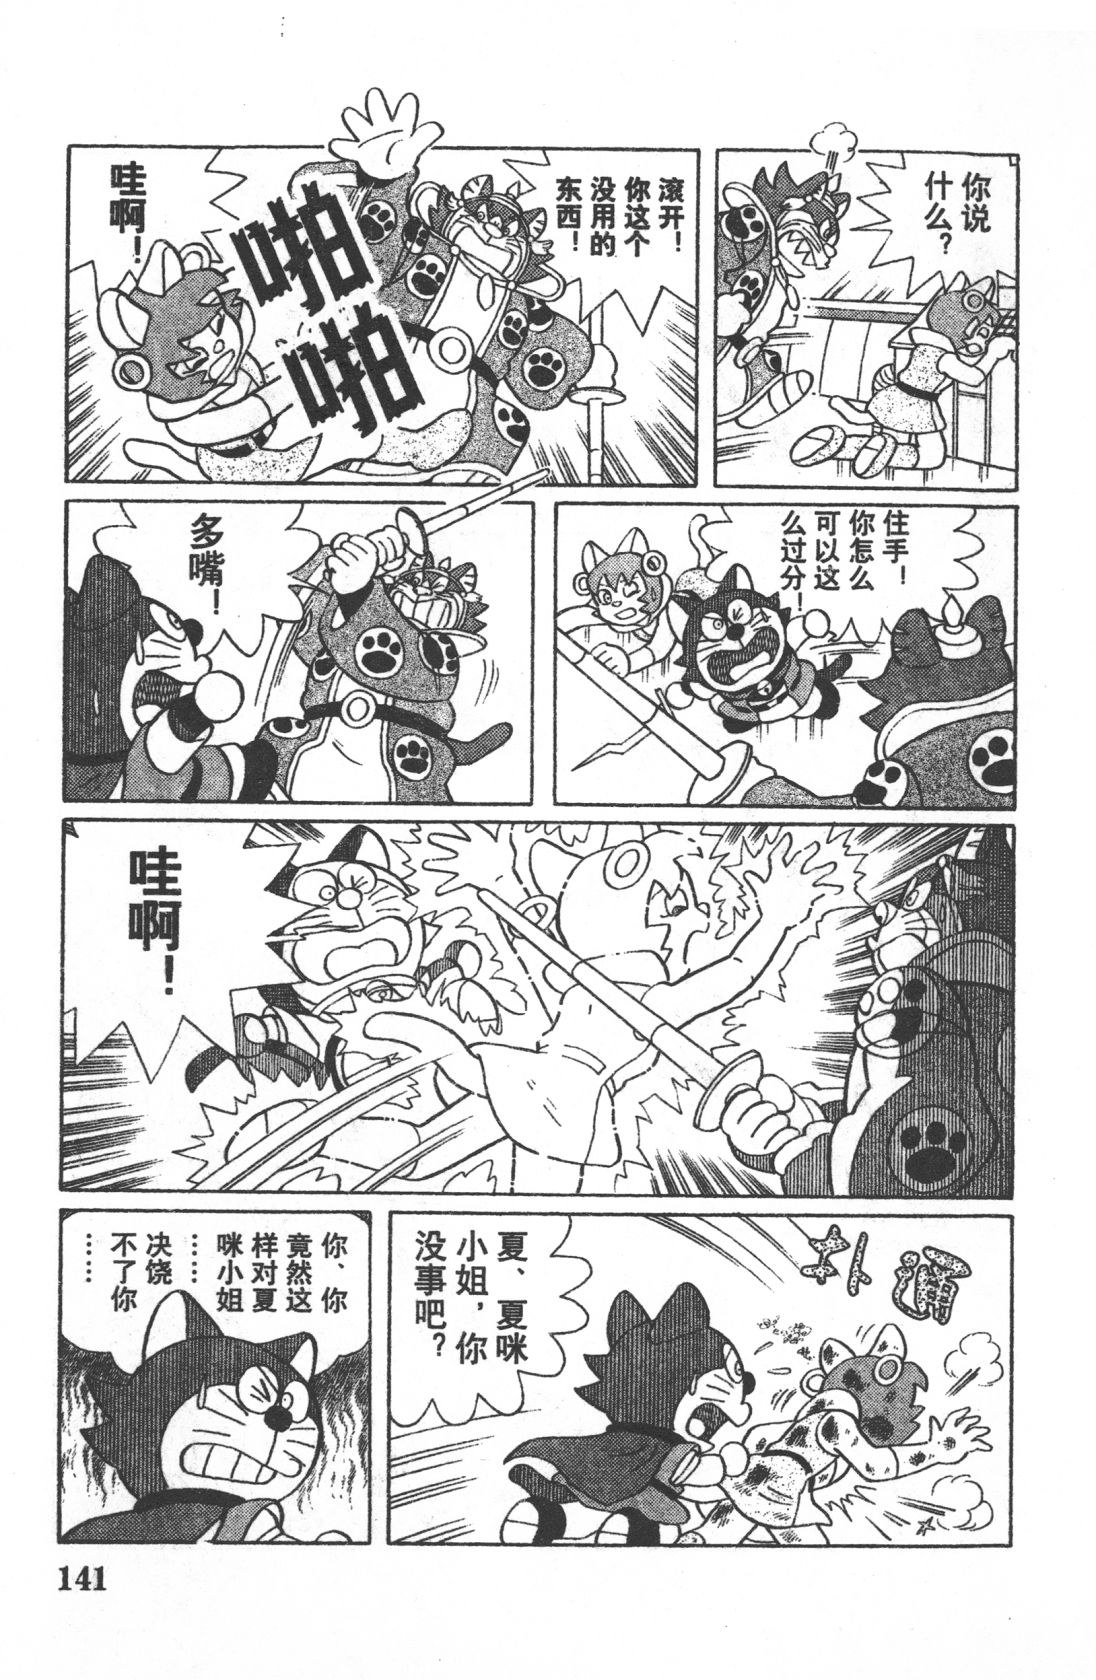 你说
什么？
滚开！
你这个
没用的
东西！
啪
啪
哇啊！
住手！
你怎么
可以这
么过分！
多嘴！
哇啊！
扑通
夏、夏咪
小姐，你
没事吧？
你、你
竟然这
样对夏
咪小姐
……
决饶
不了你
……
141